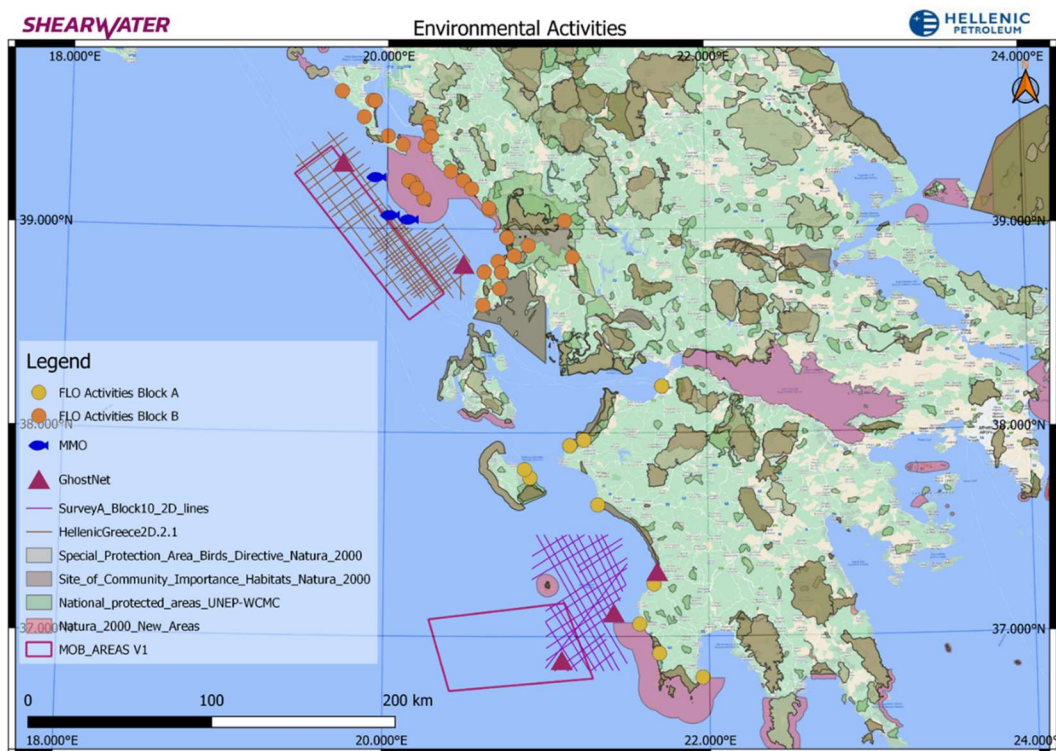 SHEARWATER
Environmental Activities
HELLENIC
PETROLEUM
18.000°E
20.000°E
22.000°E
24.000°E
39.000°N
39.000°N
Legend
FLO Activities Block A
FLO Activities Block B
MMO
GhostNet
SurveyA_Block10_2D_lines
HellenicGreece2D.2.1
Special_Protection_Area_Birds_Directive_Natura_2000
Site_of_Community_Importance_Habitats_Natura_2000
National_protected_areas_UNEP-WCMC
Natura_2000_New_Areas
MOB_AREAS V1
38.000°N
38.000°N
37.000°N
37.000°N
0
100
200 km
18.000°E
20.000°E
22.000°E
24.000°E